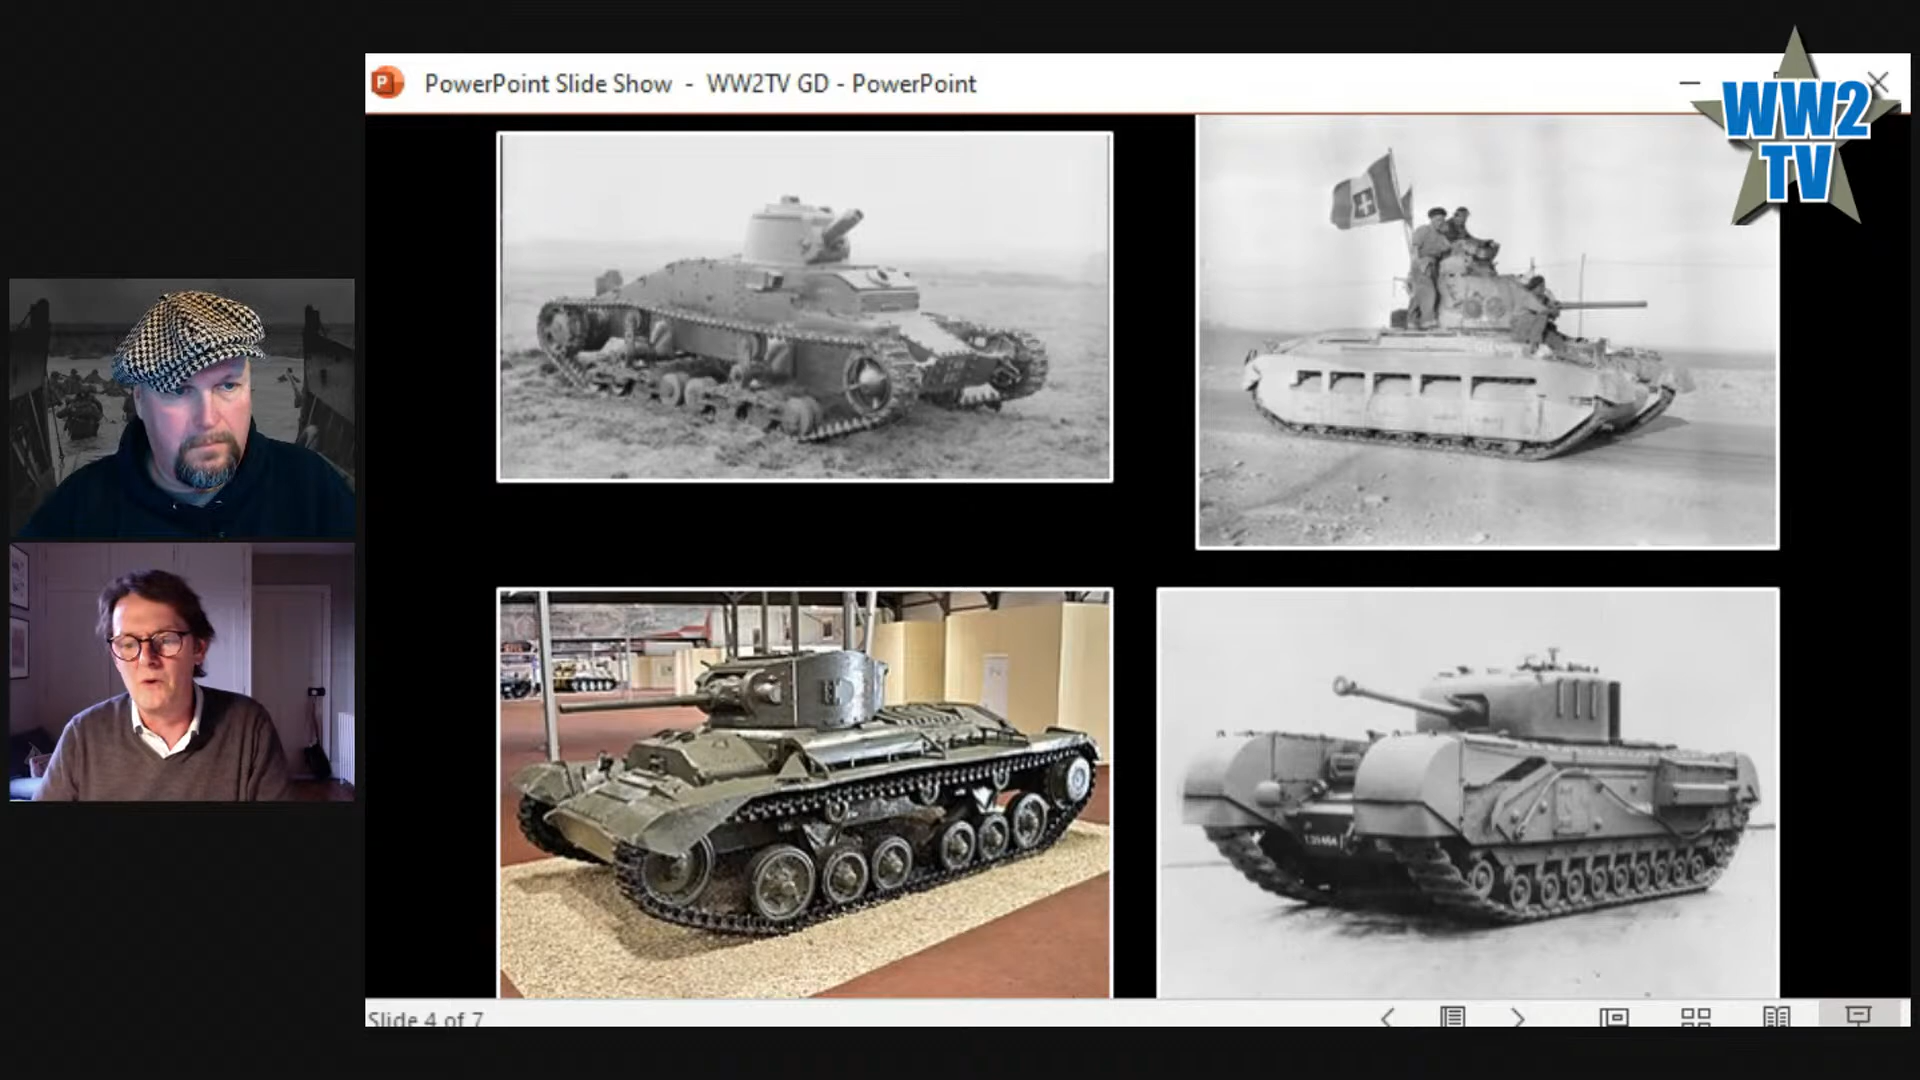 PowerPoint Slide Show - WW2TV GD - PowerPoint
WW2
TV
Slide 4 of 7